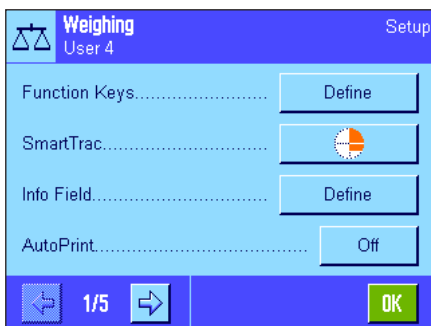 Weighing
Setup
User 4
Function Keys........................ Define
SmartTrac.............................
Info Field............................... Define
AutoPrint....................................... Off
1/5
OK